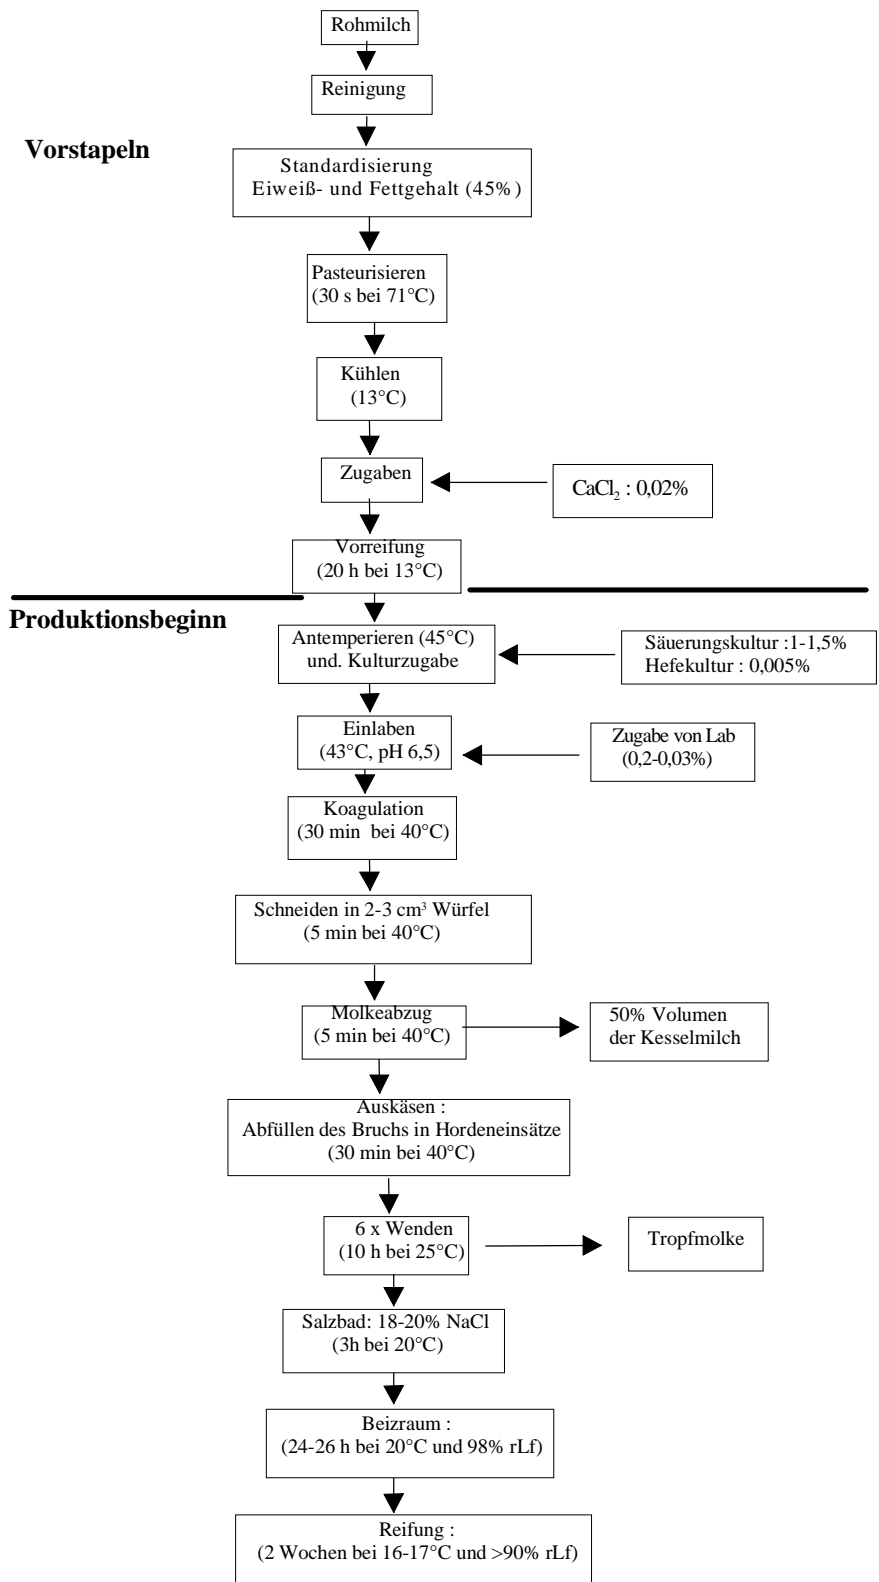 Rohmilch
Reinigung
Vorstapeln
Standardisierung
Eiweiß- und Fettgehalt (45%)
Pasteurisieren
(30 s bei 71°C)
Kühlen
(13°C)
Zugaben
CaCl₂ : 0,02%
Vorreifung
(20 h bei 13°C)
Produktionsbeginn
Antemperieren (45°C)
und. Kulturzugabe
Säuerungskultur :1-1,5%
Hefekultur : 0,005%
Einlaben
(43°C, pH 6,5)
Zugabe von Lab
(0,2-0,03%)
Koagulation
(30 min bei 40°C)
Schneiden in 2-3 cm³ Würfel
(5 min bei 40°C)
Molkeabzug
(5 min bei 40°C)
50% Volumen
der Kesselmilch
Auskäsen :
Abfüllen des Bruchs in Hordeneinsätze
(30 min bei 40°C)
6 x Wenden
(10 h bei 25°C)
Tropfmolke
Salzbad: 18-20% NaCl
(3h bei 20°C)
Beizraum :
(24-26 h bei 20°C und 98% rLf)
Reifung :
(2 Wochen bei 16-17°C und >90% rLf)